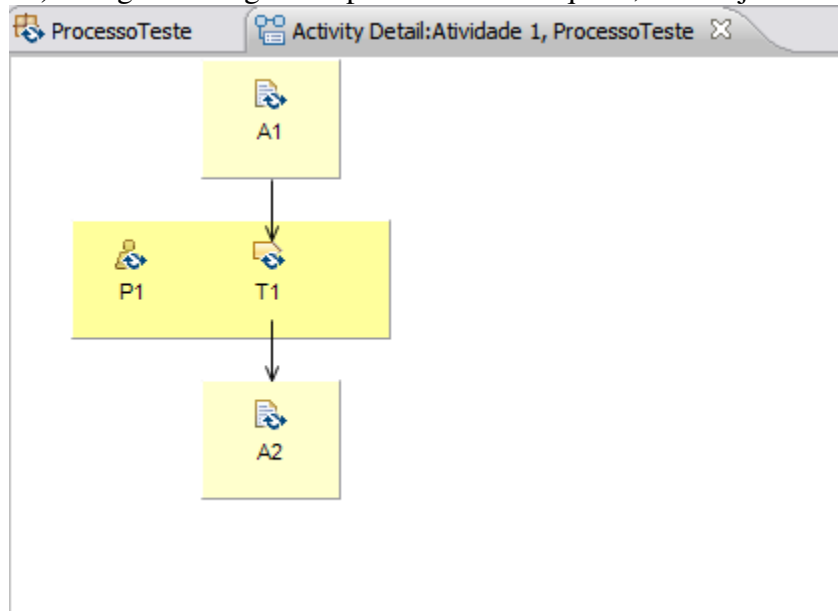 ProcessoTeste
Activity Detail:Atividade 1, ProcessoTeste
A1
P1 T1
A2